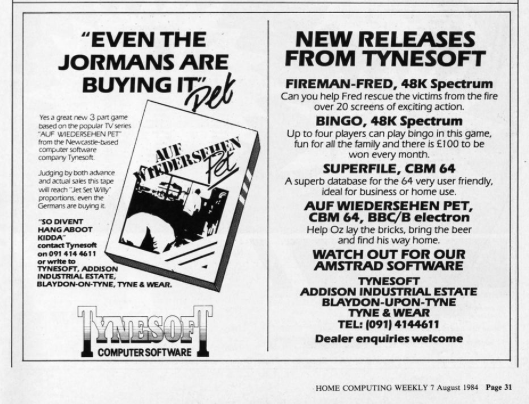 "EVEN THE
JORMANS ARE
BUYING IT"
Pet
Yes a great new 3 part game
based on the popular TV series
"AUF WIEDERSEHEN PET"
from the Newcastle-based
computer software
company Tynesoft.
Judging by both advance
and actual sales this tape
will reach "Jet Set Willy"
proportions, even the
Germans are buying it.
"SO DIVENT
HANG ABOOT
KIDDA"
contact Tynesoft
on 091 414 4611
or write to
TYNESOFT, ADDISON
INDUSTRIAL ESTATE,
BLAYDON-ON-TYNE, TYNE & WEAR.
AUF
WIEDERSEHEN
Pet
TYNESOFT
COMPUTER SOFTWARE
NEW RELEASES
FROM TYNESOFT
FIREMAN-FRED, 48K Spectrum
Can you help Fred rescue the victims from the fire
over 20 screens of exciting action.
BINGO, 48K Spectrum
Up to four players can play bingo in this game,
fun for all the family and there is £100 to be
won every month.
SUPERFILE, CBM 64
A superb database for the 64 very user friendly,
ideal for business or home use.
AUF WIEDERSEHEN PET,
CBM 64, BBC/B electron
Help Oz lay the bricks, bring the beer
and find his way home.
WATCH OUT FOR OUR
AMSTRAD SOFTWARE
TYNESOFT
ADDISON INDUSTRIAL ESTATE
BLAYDON-UPON-TYNE
TYNE & WEAR
TEL: (091) 4144611
Dealer enquiries welcome
HOME COMPUTING WEEKLY 7 August 1984 Page 31